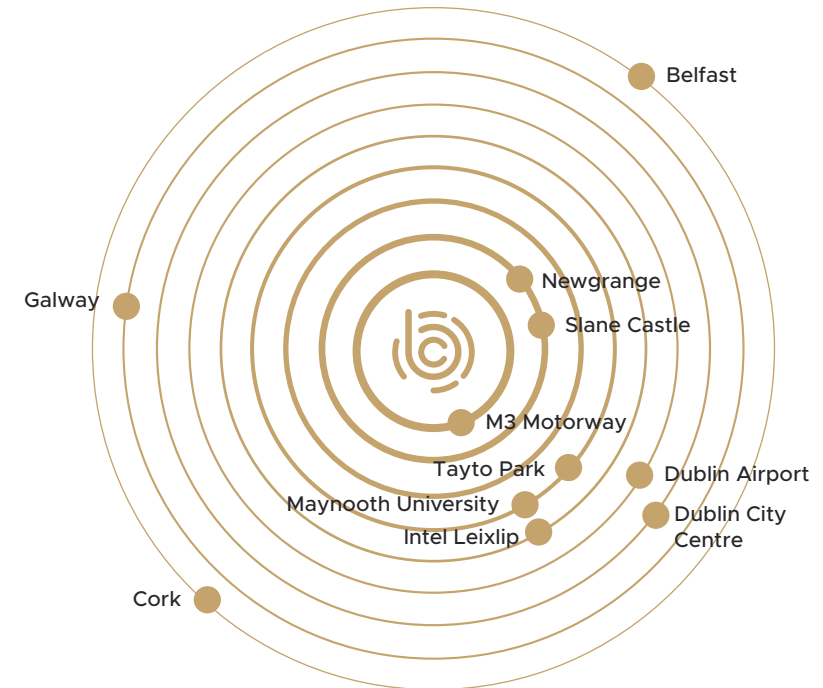 Belfast
Newgrange
Galway
Slane Castle
M3 Motorway
Tayto Park
Dublin Airport
Maynooth University
Dublin City
Centre
Intel Leixlip
Cork